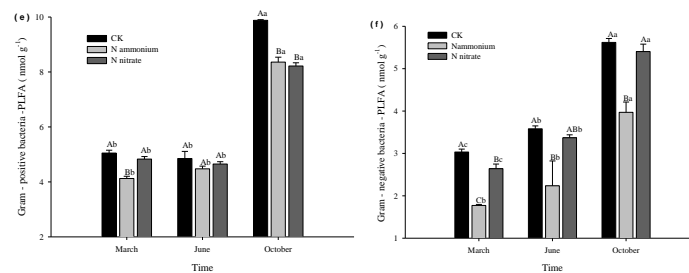 (e)
Gram - positive bacteria - PLFA ( nmol g⁻¹)
10
8
6
4
2
CK
N ammonium
N nitrate
Ab
Bb
Ab
Ab
Ab
Ab
Aa
Ba
Ba
March
June
October
Time
(f)
Gram - negative bacteria - PLFA ( nmol g⁻¹)
6
5
4
3
2
1
CK
Nammonium
N nitrate
Ac
Cb
Bc
Ab
Bb
ABb
Aa
Ba
Aa
March
June
October
Time